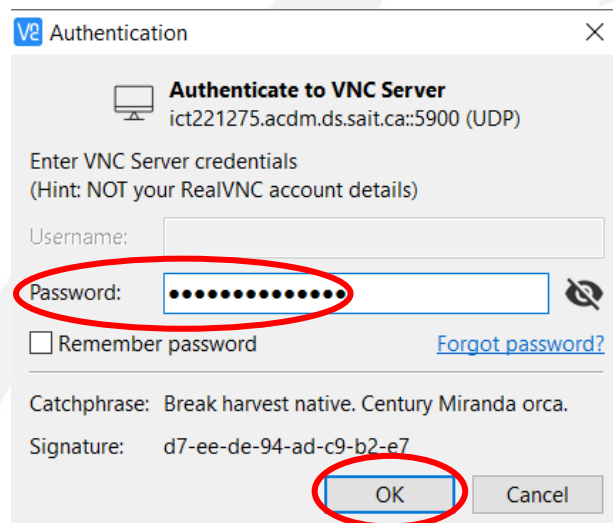 V2 Authentication
Authenticate to VNC Server
ict221275.acdm.ds.sait.ca::5900 (UDP)
Enter VNC Server credentials
(Hint: NOT your RealVNC account details)
Username:
Password: ••••••••••••••
Remember password Forgot password?
Catchphrase: Break harvest native. Century Miranda orca.
Signature: d7-ee-de-94-ad-c9-b2-e7
OK Cancel